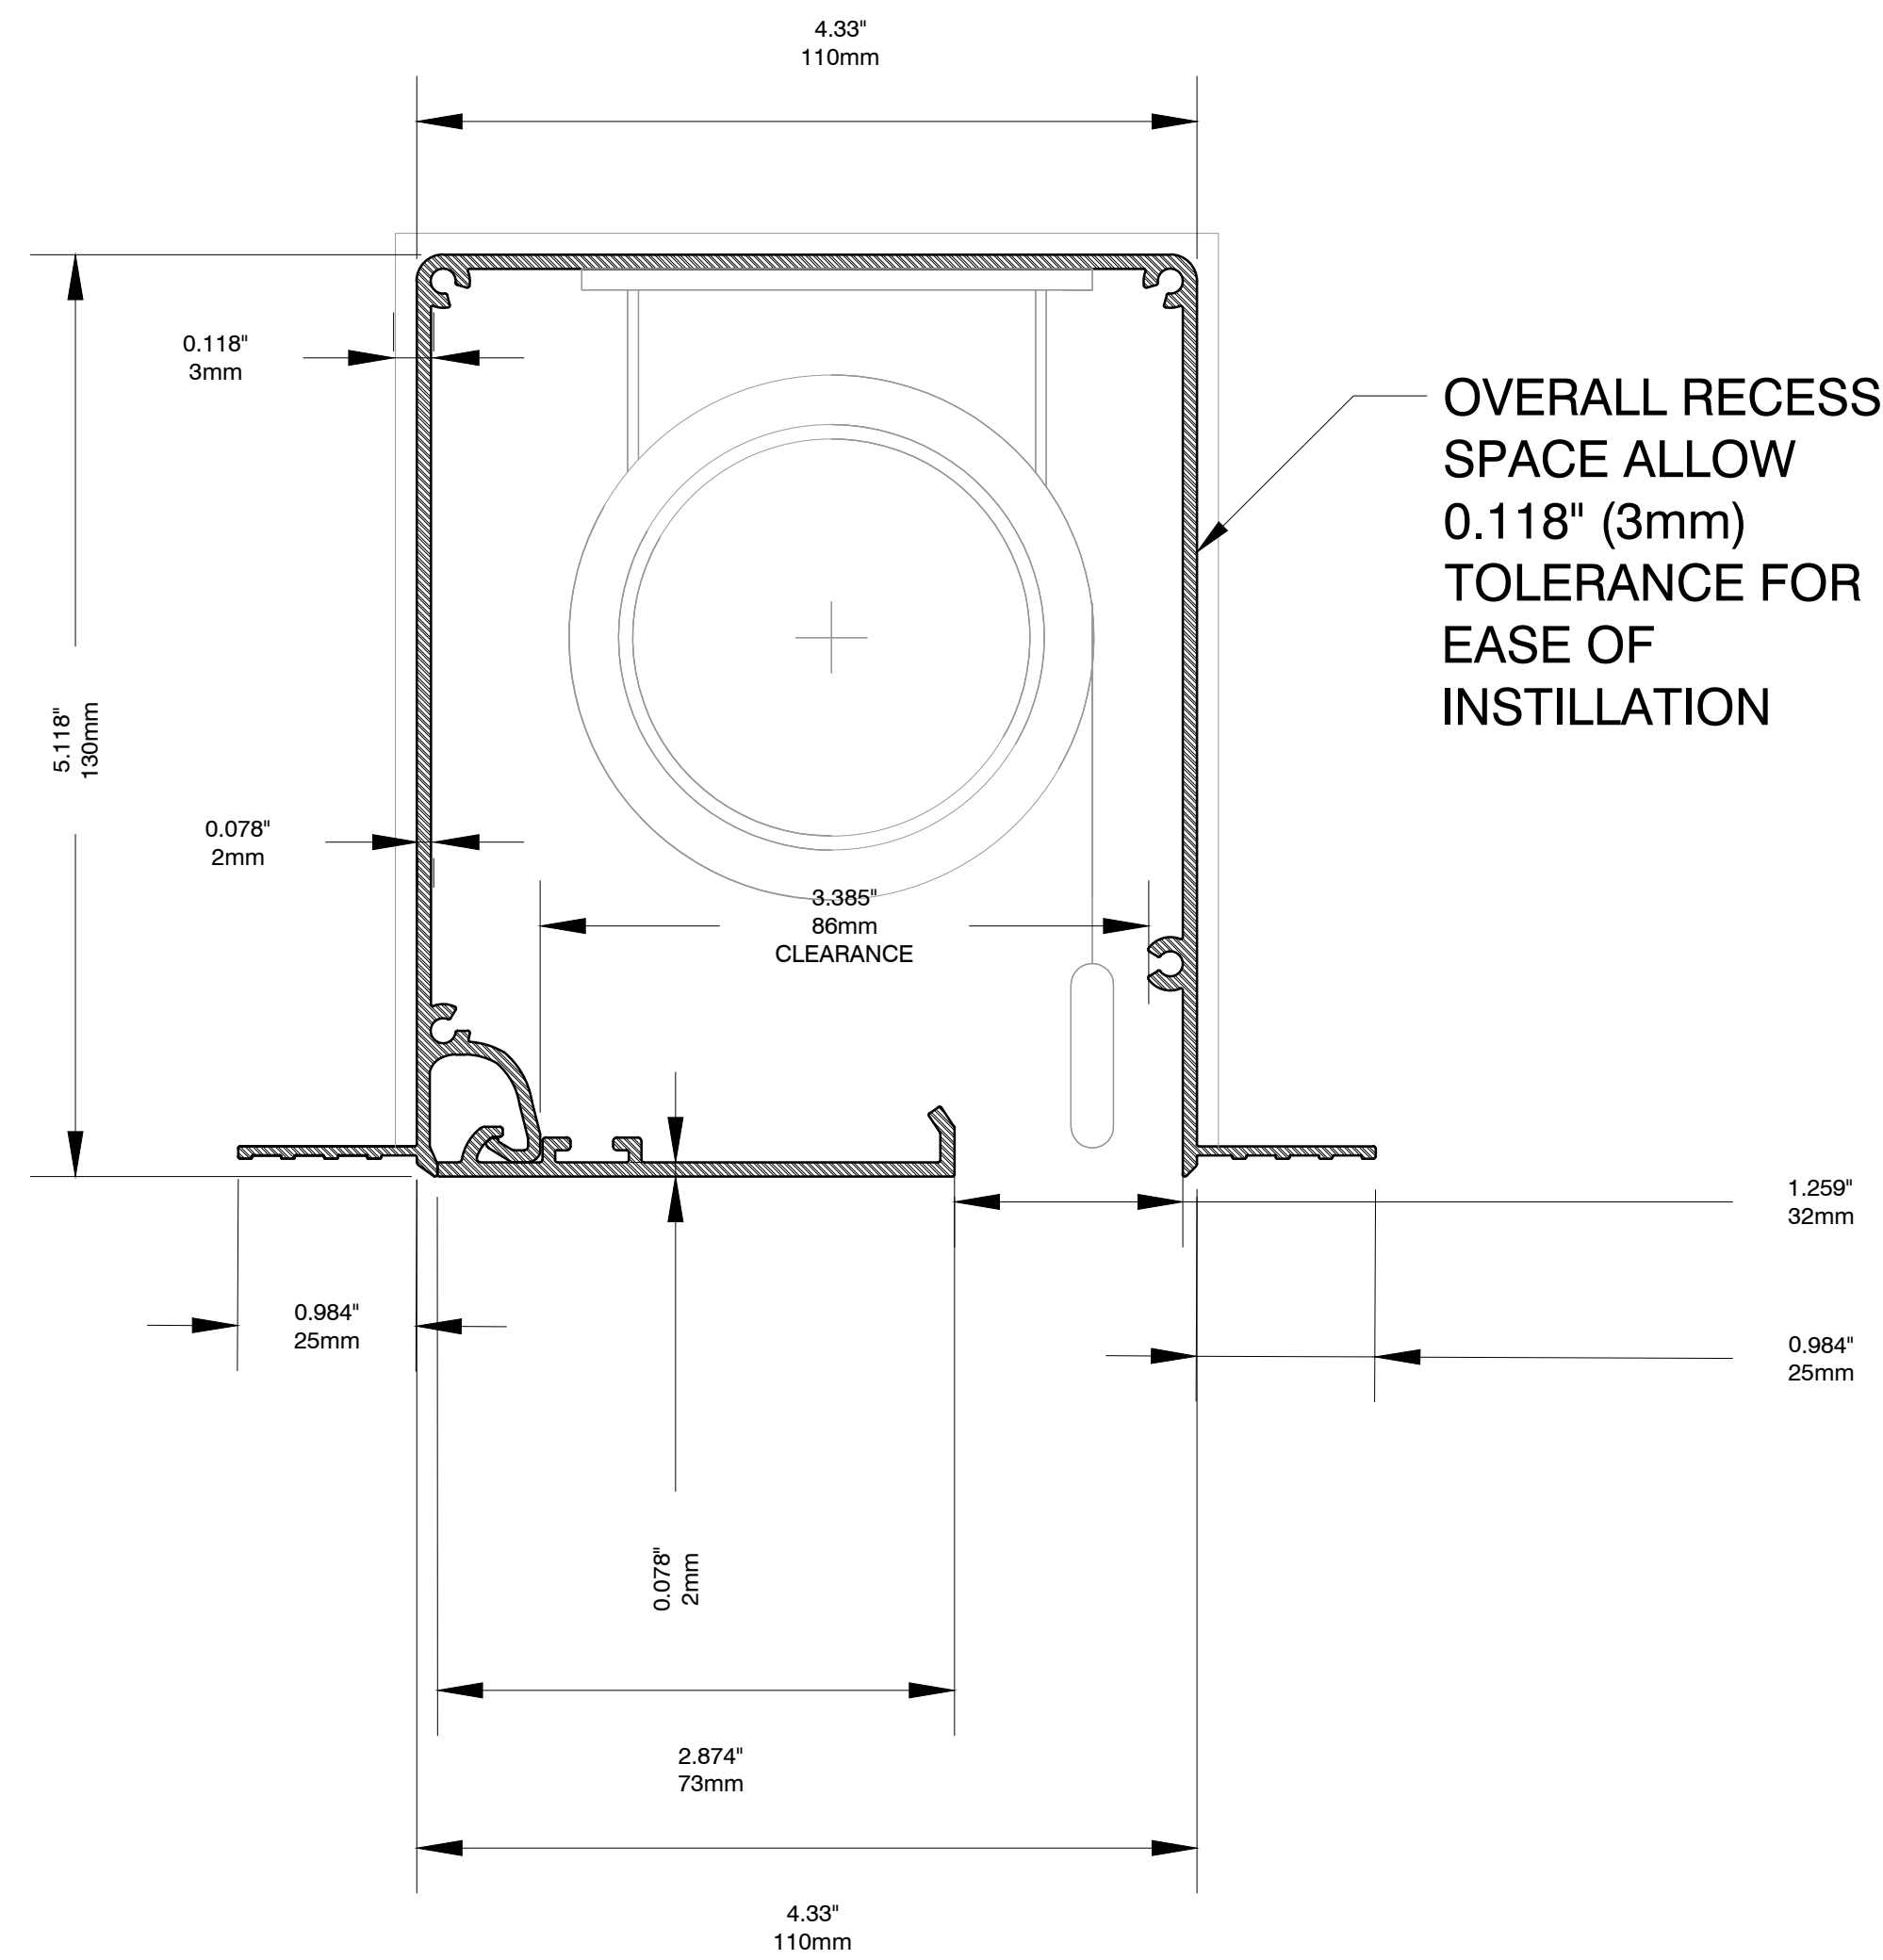 4.33"
110mm
0.118"
3mm
OVERALL RECESS
SPACE ALLOW
0.118" (3mm)
TOLERANCE FOR
EASE OF
INSTILLATION
5.118"
130mm
0.078"
2mm
3.385"
86mm
CLEARANCE
1.259"
32mm
0.984"
25mm
0.984"
25mm
0.078"
2mm
2.874"
73mm
4.33"
110mm